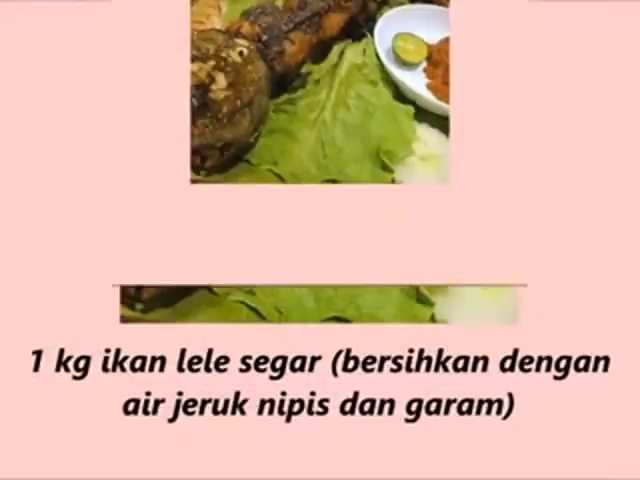 1 kg ikan lele segar (bersihkan dengan
air jeruk nipis dan garam)